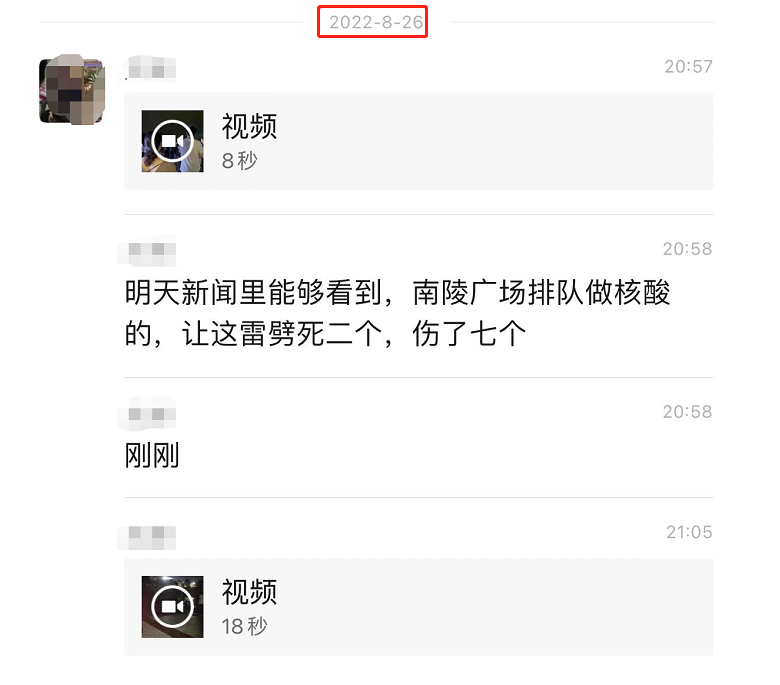 2022-8-26
20:57
视频
8秒
20:58
明天新闻里能够看到，南陵广场排队做核酸
的，让这雷劈死二个，伤了七个
20:58
刚刚
21:05
视频
18秒